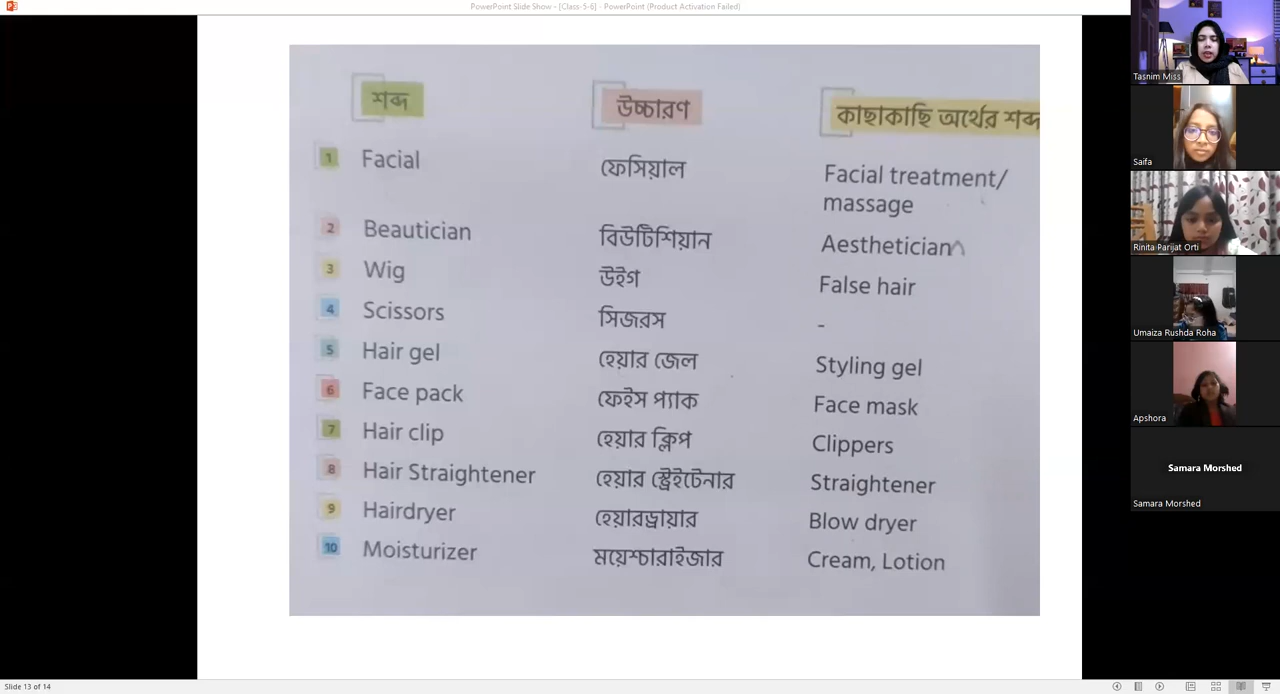 PowerPoint Slide Show - [Class-5-6] - PowerPoint (Product Activation Failed)
শব্দ উচ্চারণ কাছাকাছি অর্থের শব্দ
1 Facial ফেসিয়াল Facial treatment/
massage
2 Beautician বিউটিশিয়ান Aesthetician
3 Wig উইগ False hair
4 Scissors সিজরস -
5 Hair gel হেয়ার জেল Styling gel
6 Face pack ফেইস প্যাক Face mask
7 Hair clip হেয়ার ক্লিপ Clippers
8 Hair Straightener হেয়ার স্ট্রেইটেনার Straightener
9 Hairdryer হেয়ারড্রায়ার Blow dryer
10 Moisturizer ময়েশ্চারাইজার Cream, Lotion
Tasnim Miss
Saifa
Rinita Parijat Orti
Umaiza Rushda Roha
Apshora
Samara Morshed
Samara Morshed
Slide 13 of 14